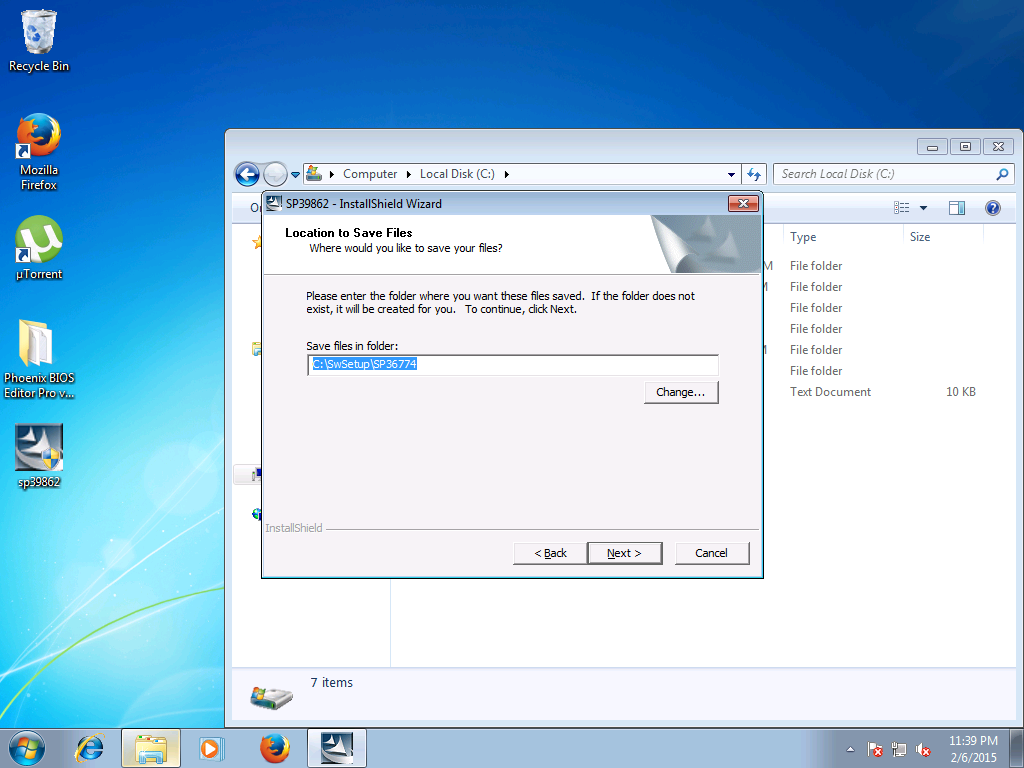 Recycle Bin
Mozilla
Firefox
µTorrent
Phoenix BIOS
Editor Pro v...
sp39862
Computer
Local Disk (C:)
Search Local Disk (C:)
SP39862 - InstallShield Wizard
Location to Save Files
Where would you like to save your files?
Please enter the folder where you want these files saved. If the folder does not
exist, it will be created for you. To continue, click Next.
Save files in folder:
C:\SwSetup\SP36774
Change...
InstallShield
< Back
Next >
Cancel
Type
Size
File folder
File folder
File folder
File folder
File folder
File folder
Text Document
10 KB
7 items
11:39 PM
2/6/2015